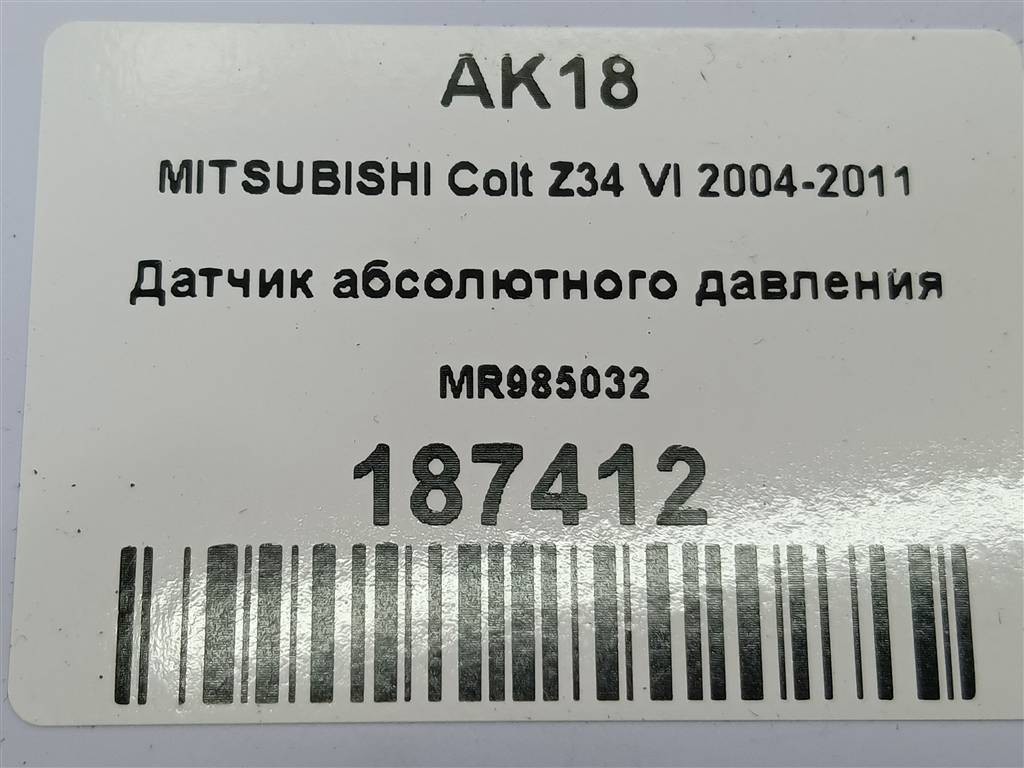 AK18
MITSUBISHI Colt Z34 VI 2004-2011
Датчик абсолютного давления
MR985032
187412